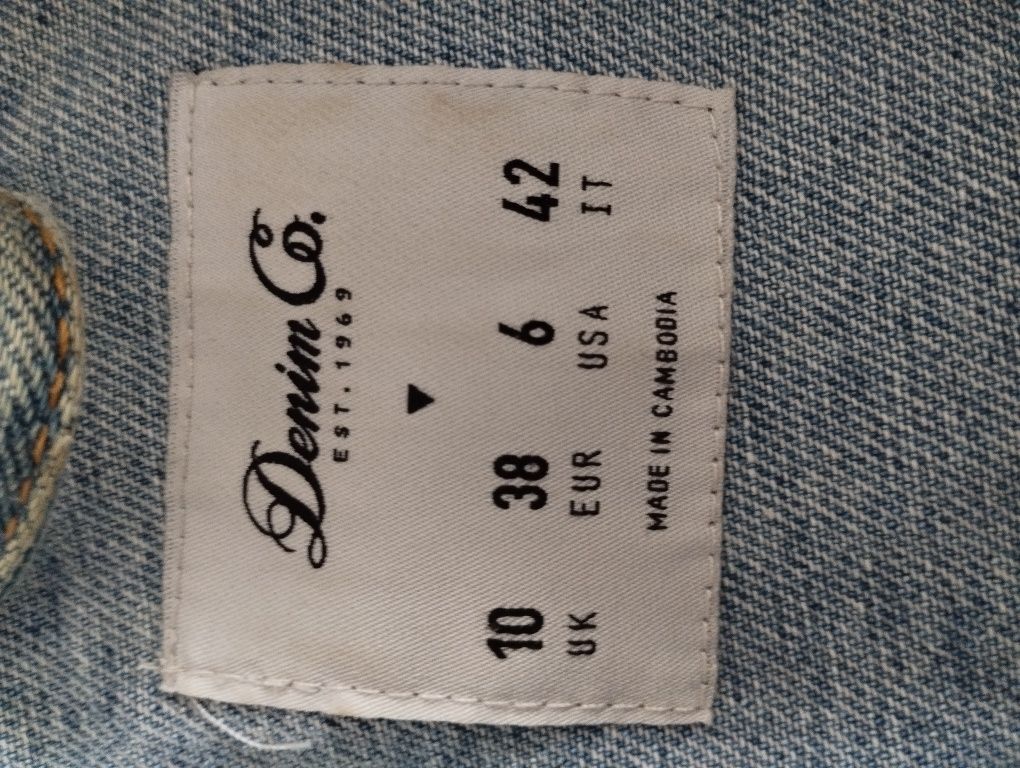 Denim Co.
EST. 1969
10 38 6 42
UK EUR USA IT
MADE IN CAMBODIA